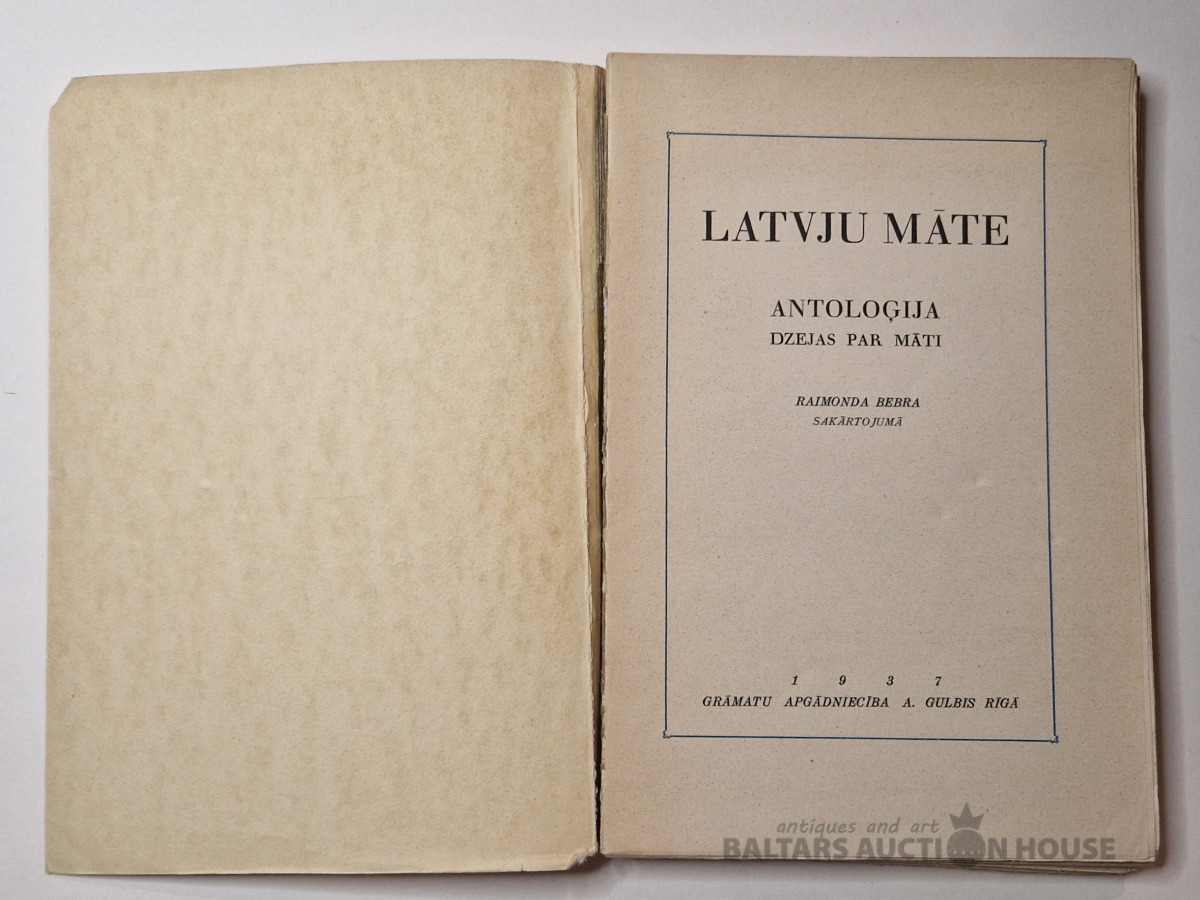 LATVJU MĀTE
ANTOLOĢIJA
DZEJAS PAR MĀTI
RAIMONDA BEBRA
SAKĀRTOJUMĀ
1 9 3 7
GRĀMATU APGĀDNIECĪBA A. GULBIS RĪGĀ
antiques and art
BALTARS AUCTION HOUSE